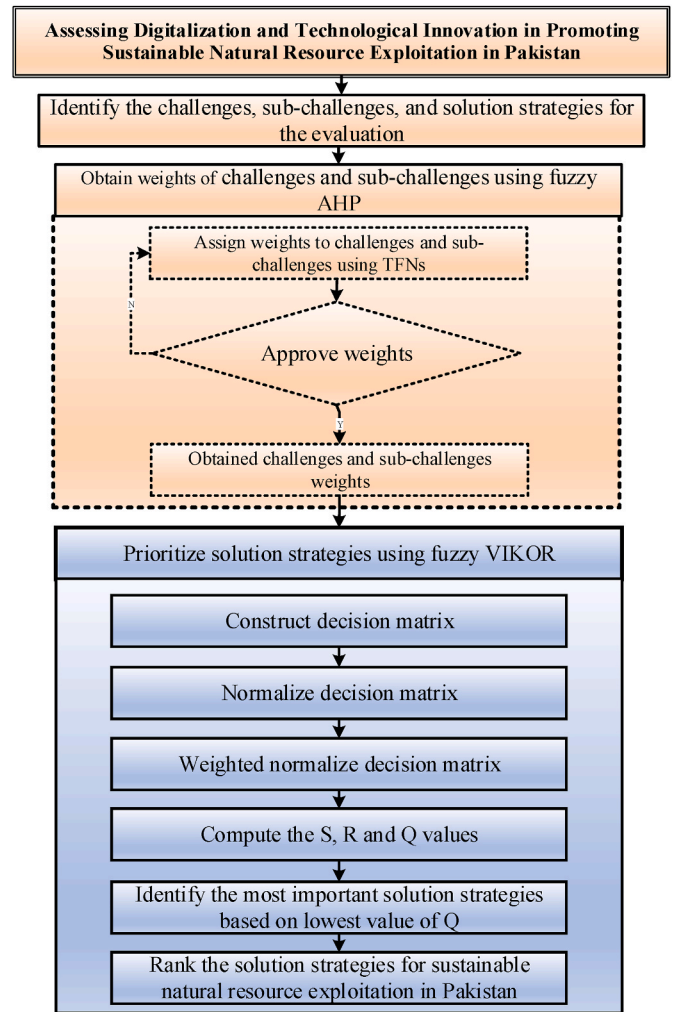 Assessing Digitalization and Technological Innovation in Promoting
Sustainable Natural Resource Exploitation in Pakistan
Identify the challenges, sub-challenges, and solution strategies for
the evaluation
Obtain weights of challenges and sub-challenges using fuzzy
AHP
Assign weights to challenges and sub-
challenges using TFNs
N
Approve weights
Y
Obtained challenges and sub-challenges
weights
Prioritize solution strategies using fuzzy VIKOR
Construct decision matrix
Normalize decision matrix
Weighted normalize decision matrix
Compute the S, R and Q values
Identify the most important solution strategies
based on lowest value of Q
Rank the solution strategies for sustainable
natural resource exploitation in Pakistan